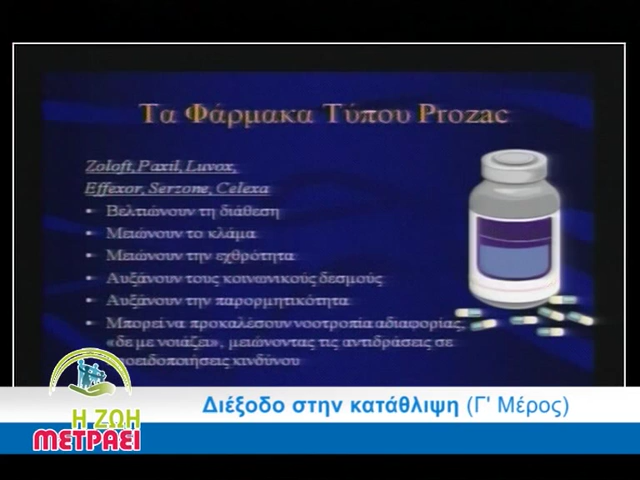 Τα Φάρμακα Τύπου Prozac
Zoloft, Paxil, Luvox,
Effexor, Serzone, Celexa
• Βελτιώνουν τη διάθεση
• Μειώνουν το κλάμα
• Μειώνουν την εχθρότητα
• Αυξάνουν τους κοινωνικούς δεσμούς
• Αυξάνουν την παρορμητικότητα
• Μπορεί να προκαλέσουν νοοτροπία αδιαφορίας,
«δε με νοιάζει», μειώνοντας τις αντιδράσεις σε
ροειδοποιήσεις κινδύνου
Διέξοδο στην κατάθλιψη (Γ' Μέρος)
Η ΖΩΗ
ΜΕΤΡΑΕΙ